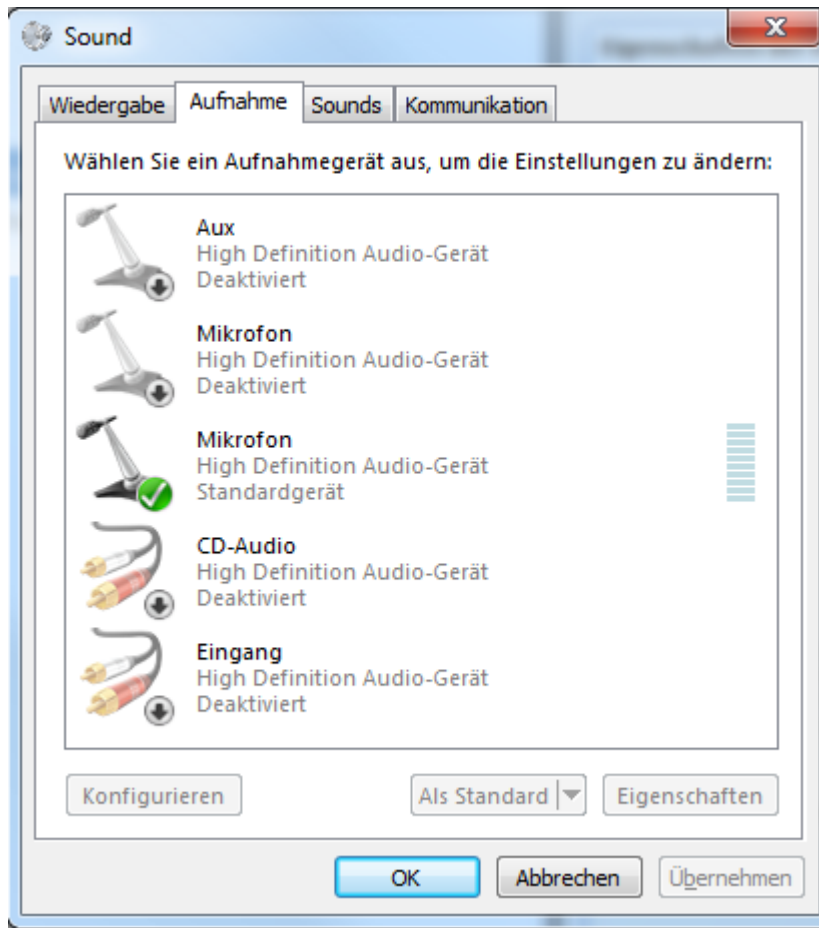 Sound
Wiedergabe Aufnahme Sounds Kommunikation
Wählen Sie ein Aufnahmegerät aus, um die Einstellungen zu ändern:
Aux
High Definition Audio-Gerät
Deaktiviert
Mikrofon
High Definition Audio-Gerät
Deaktiviert
Mikrofon
High Definition Audio-Gerät
Standardgerät
CD-Audio
High Definition Audio-Gerät
Deaktiviert
Eingang
High Definition Audio-Gerät
Deaktiviert
Konfigurieren Als Standard Eigenschaften
OK Abbrechen Übernehmen